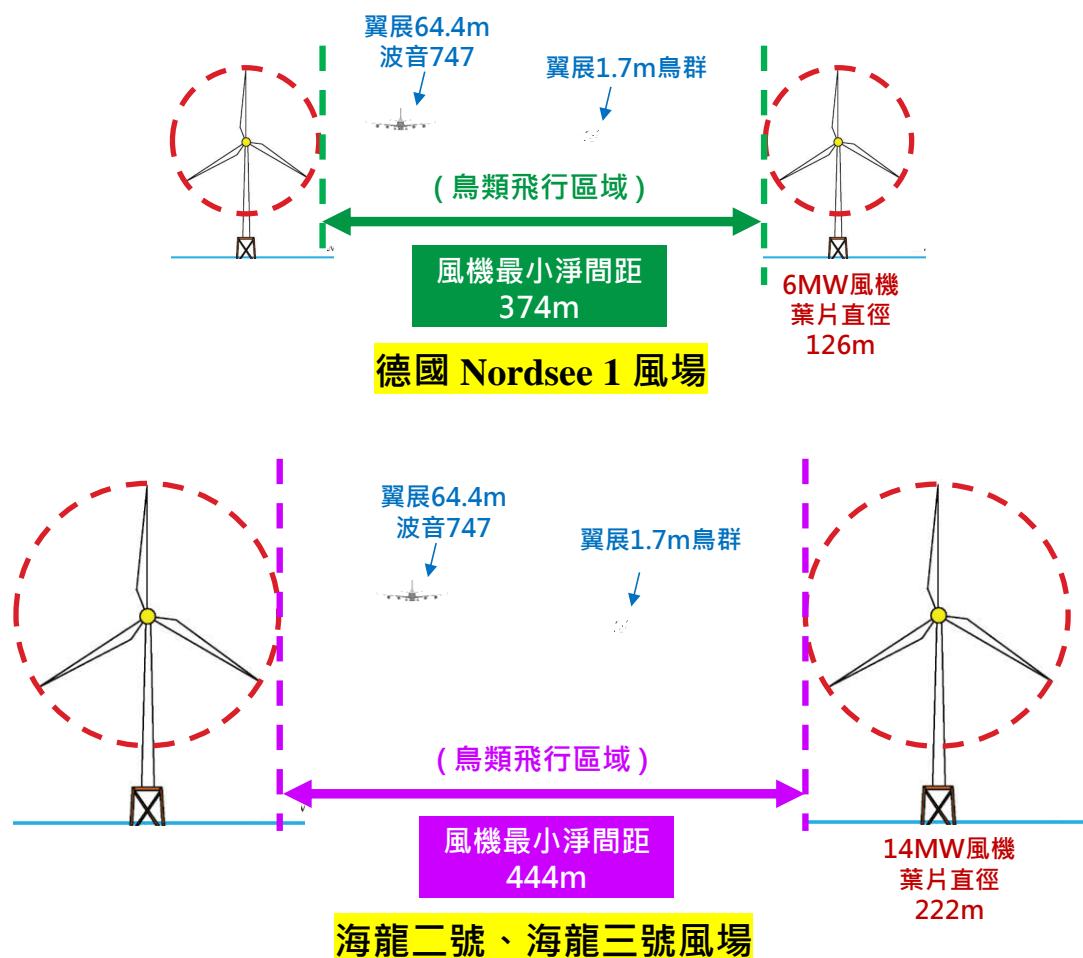 翼展64.4m
波音747
翼展1.7m鳥群
(鳥類飛行區域)
風機最小淨間距
374m
6MW風機
葉片直徑
126m
德國 Nordsee 1 風場
翼展64.4m
波音747
翼展1.7m鳥群
(鳥類飛行區域)
風機最小淨間距
444m
14MW風機
葉片直徑
222m
海龍二號、海龍三號風場